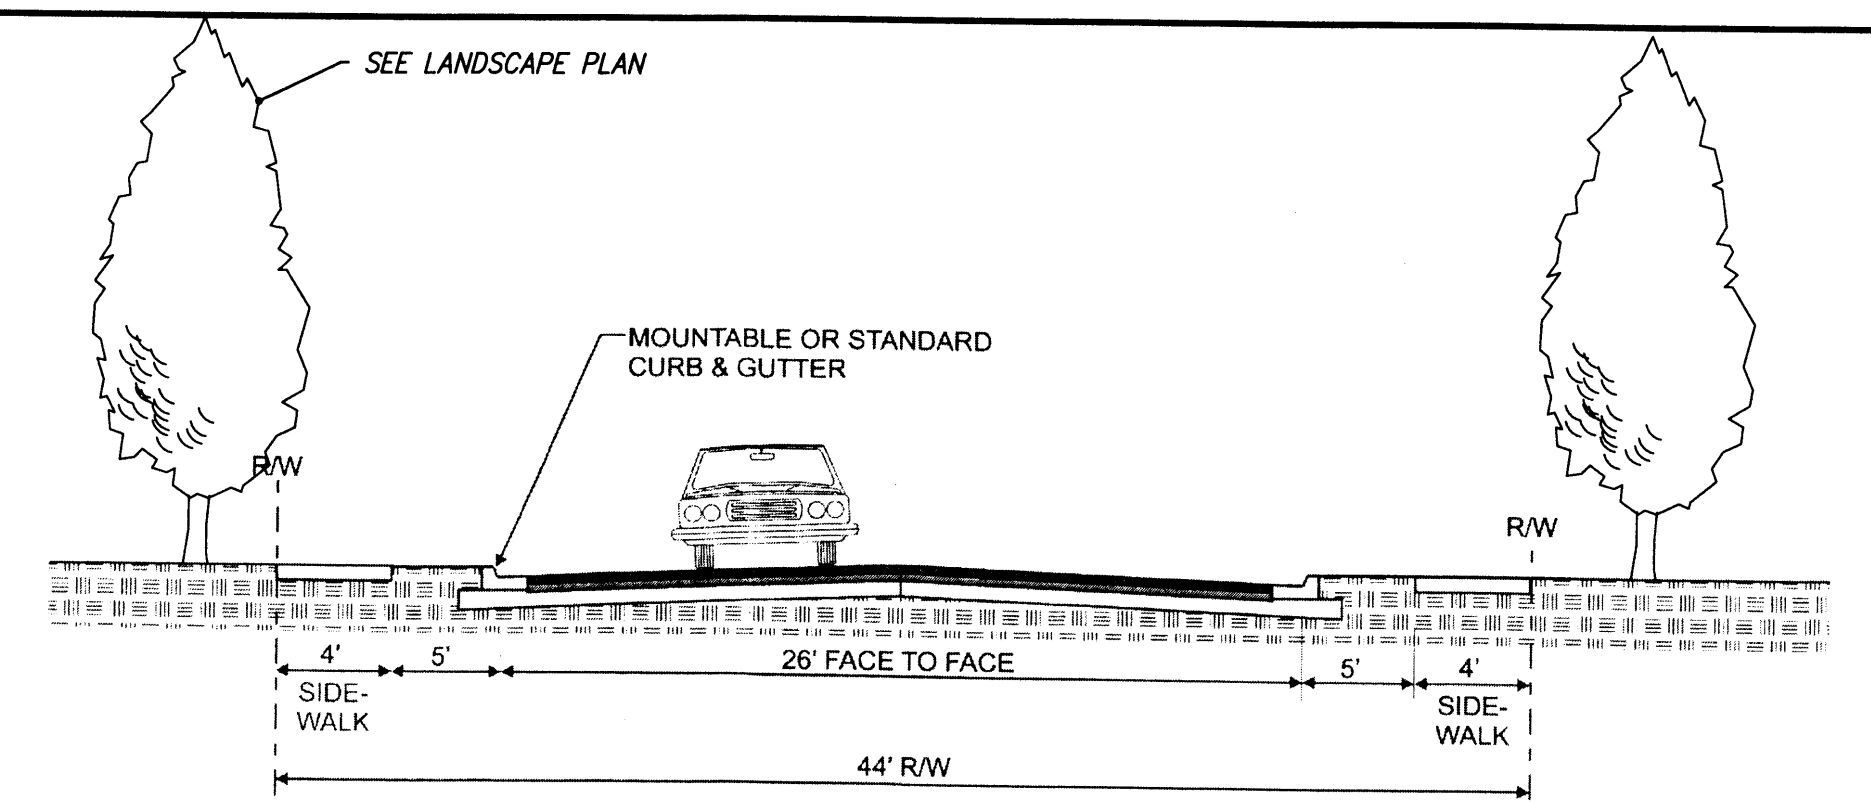 SEE LANDSCAPE PLAN
MOUNTABLE OR STANDARD
CURB & GUTTER
R/W
R/W
4'
5'
26' FACE TO FACE
5'
4'
SIDE-
WALK
SIDE-
WALK
44' R/W